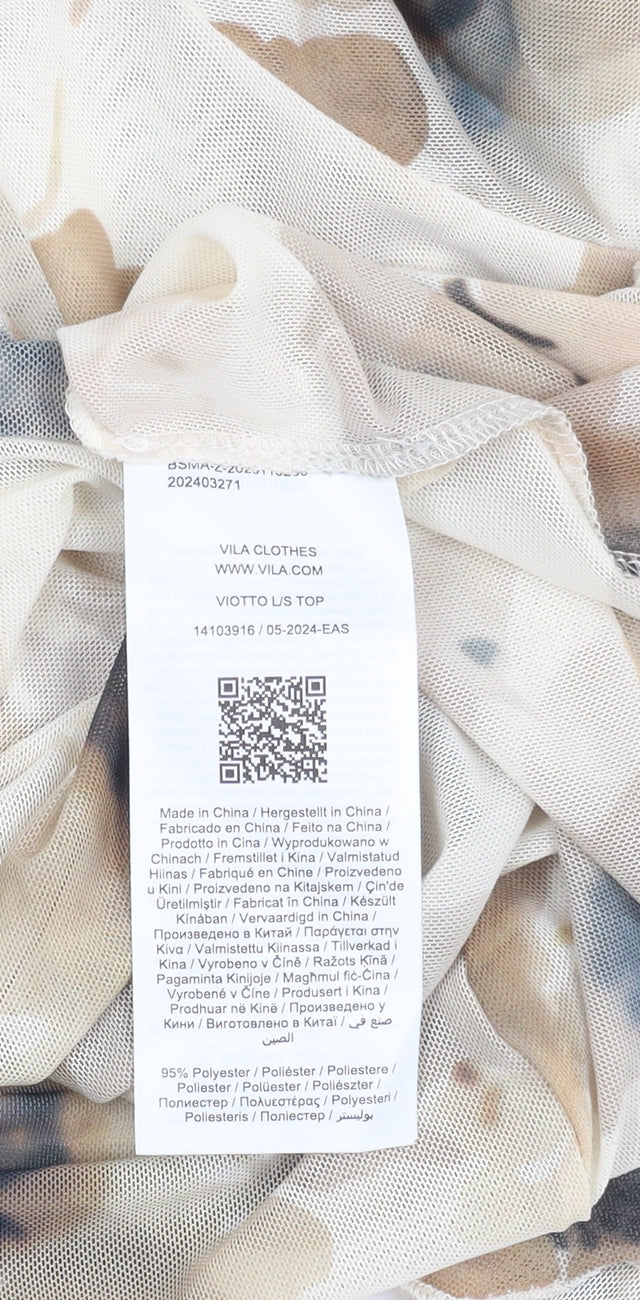 202403271
VILA CLOTHES
WWW.VILA.COM
VIOTTO L/S TOP
14103916 / 05-2024-EAS
Made in China / Hergestellt in China /
Fabricado en China / Feito na China /
Prodotto in Cina / Wyprodukowano w
Chinach / Fremstillet i Kina / Valmistatud
Hiinas / Fabriqué en Chine / Proizvedeno
u Kini / Proizvedeno na Kitajskem / Çin'de
Üretilmiştir / Fabricat în China / Készült
Kínában / Vervaardigd in China /
Произведено в Китай / Παράγεται στην
Κίνα / Valmistettu Kiinassa / Tillverkad i
Kina / Vyrobeno v Číně / Ražots Ķīnā /
Pagaminta Kinijoje / Magħmul fiċ-Ċina /
Vyrobené v Číne / Produsert i Kina /
Prodhuar në Kinë / Произведено у
Кини / Виготовлено в Китаї / صنع في
الصين
95% Polyester / Poliéster / Poliestere /
Poliester / Polüester / Poliészter /
Полиестер / Πολυεστέρας / Polyesteri /
Poliesteris / Поліестер / بوليستر